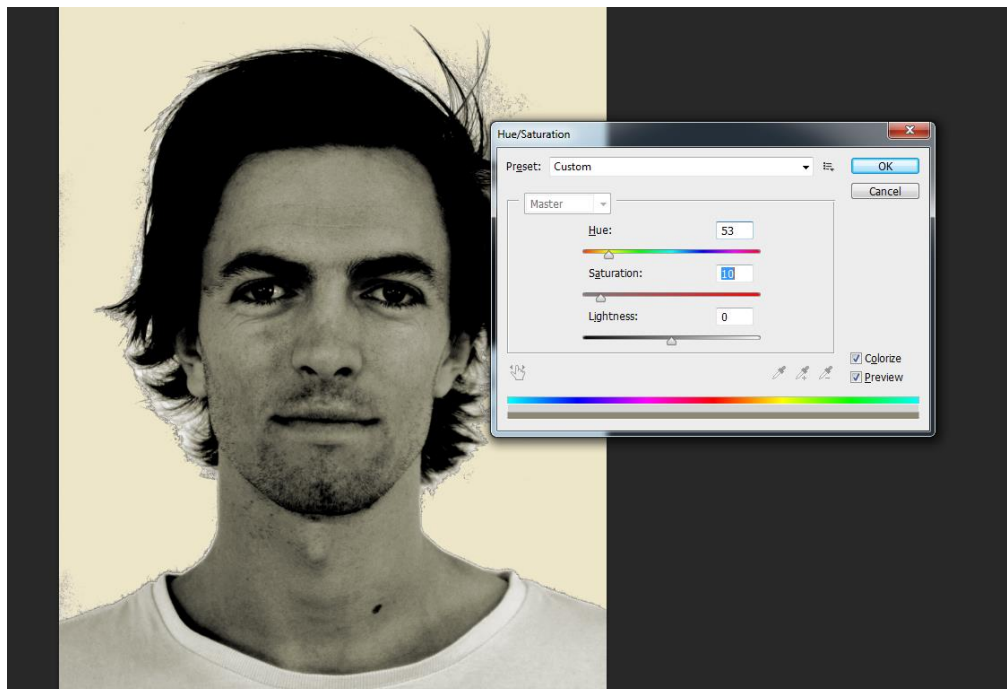 Hue/Saturation
Preset: Custom
OK
Cancel
Master
Hue: 53
Saturation: 10
Lightness: 0
Colorize
Preview